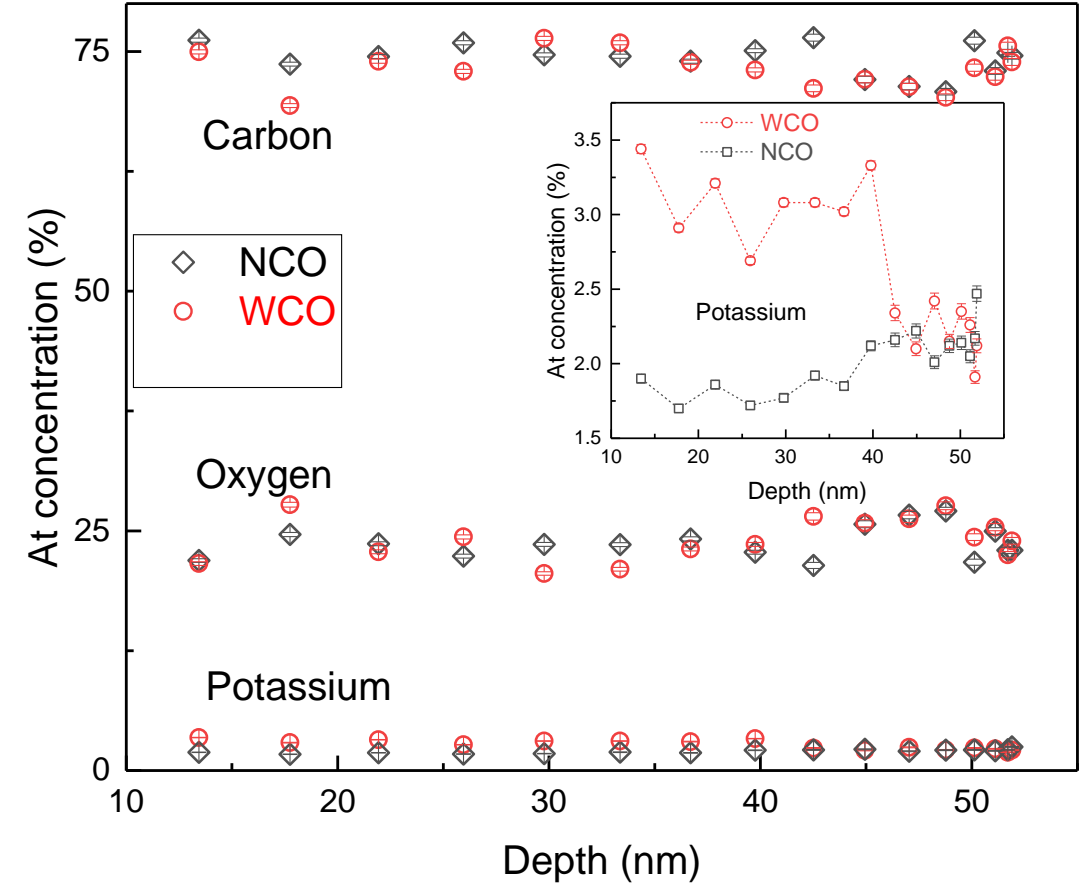 75
50
25
0
10
20
30
40
50
At concentration (%)
Depth (nm)
Carbon
NCO
WCO
Oxygen
Potassium
WCO
NCO
3.5
3.0
2.5
2.0
1.5
10
20
30
40
50
At concentration (%)
Potassium
Depth (nm)